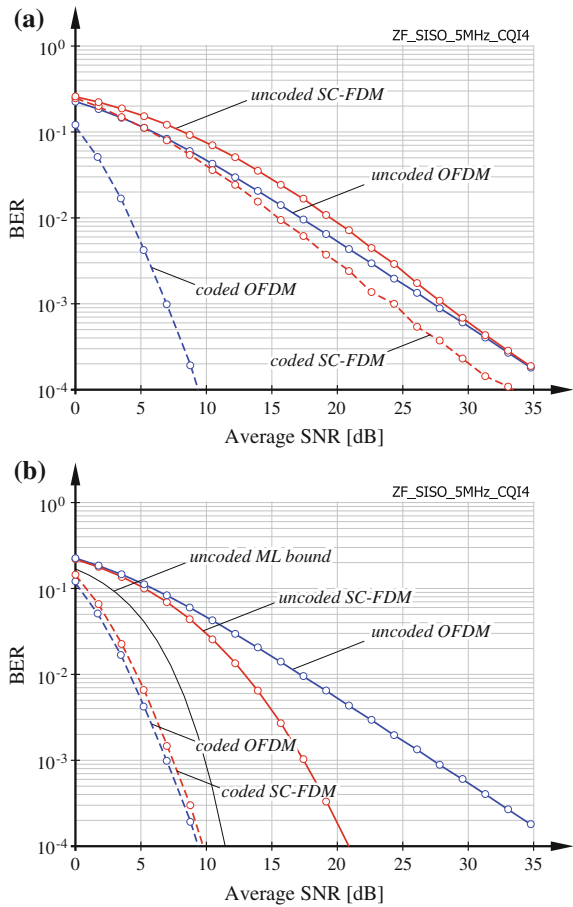 (a)
ZF_SISO_5MHz_CQI4
10^0
uncoded SC-FDM
10^-1
uncoded OFDM
BER
10^-2
coded OFDM
10^-3
coded SC-FDM
10^-4
0 5 10 15 20 25 30 35
Average SNR [dB]
(b)
ZF_SISO_5MHz_CQI4
10^0
uncoded ML bound
10^-1
uncoded SC-FDM
uncoded OFDM
BER
10^-2
coded OFDM
10^-3
coded SC-FDM
10^-4
0 5 10 15 20 25 30 35
Average SNR [dB]